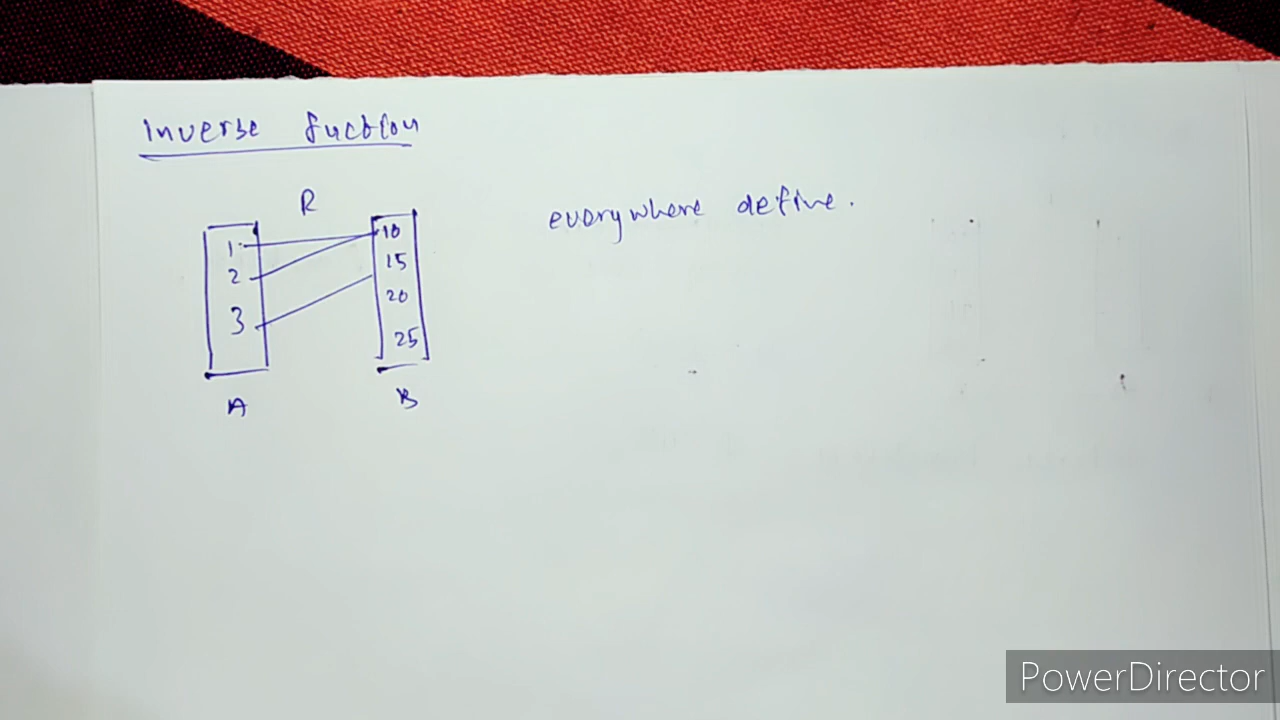 Inverse fuction
R
everywhere define.
1 10
2 15
3 20
25
A B
PowerDirector